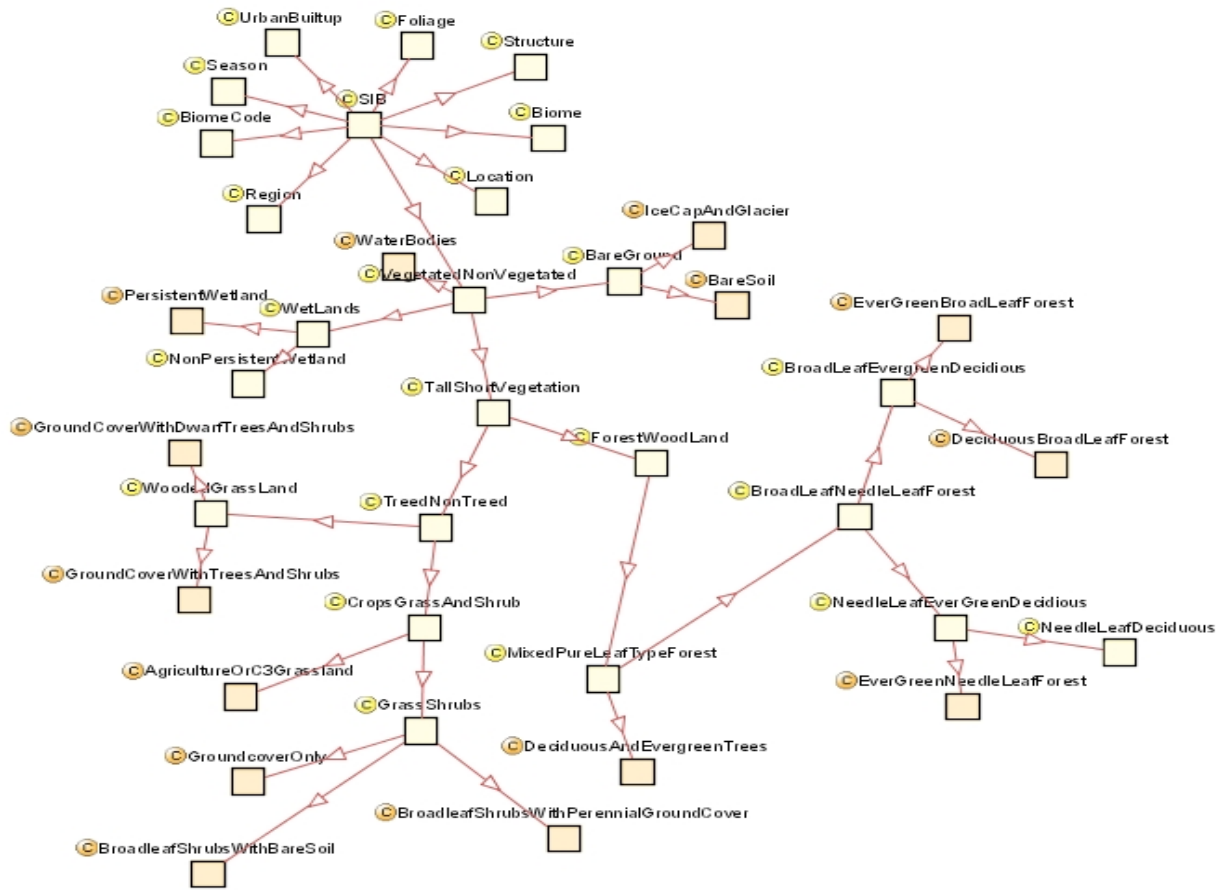 UrbanBuiltup
Foliage
Structure
Season
SIB
BiomeCode
Biome
Location
Region
IceCapAndGlacier
WaterBodies
BareGround
VegetatedNonVegetated
BareSoil
PersistentWetland
WetLands
EverGreenBroadLeafForest
NonPersistentWetland
BroadLeafEvergreenDecidious
TallShortVegetation
GroundCoverWithDwarfTreesAndShrubs
ForestWoodLand
DeciduousBroadLeafForest
WoodedGrassLand
BroadLeafNeedleLeafForest
TreedNonTreed
GroundCoverWithTreesAndShrubs
CropsGrassAndShrub
NeedleLeafEverGreenDecidious
NeedleLeafDeciduous
MixedPureLeafTypeForest
AgricultureOrC3Grassland
EverGreenNeedleLeafForest
GrassShrubs
DeciduousAndEvergreenTrees
GroundcoverOnly
BroadleafShrubsWithPerennialGroundCover
BroadleafShrubsWithBareSoil